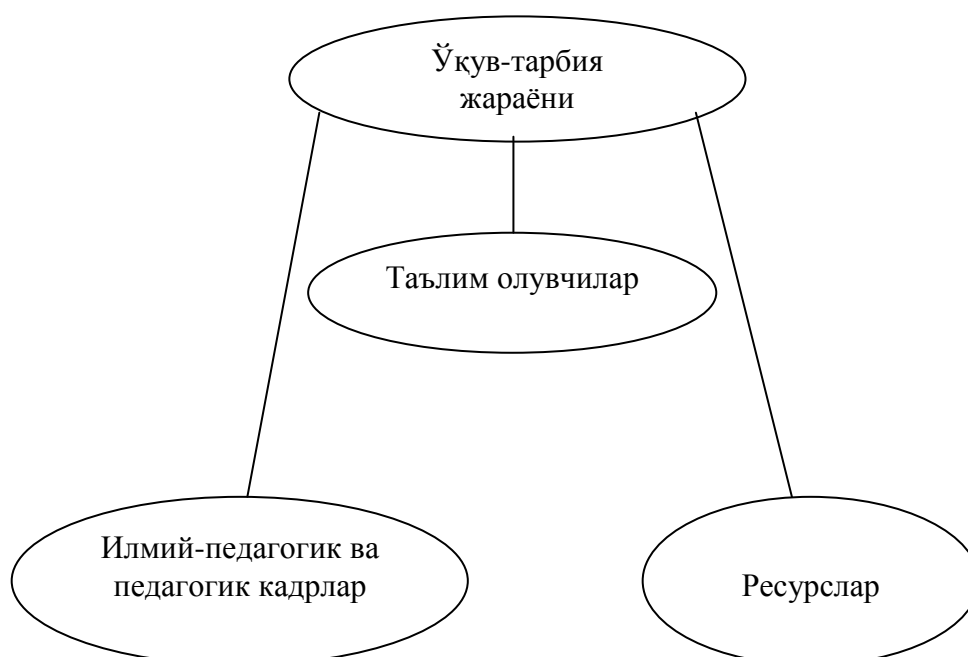 Ўқув-тарбия
жараёни
Таълим олувчилар
Илмий-педагогик ва
педагогик кадрлар
Ресурслар